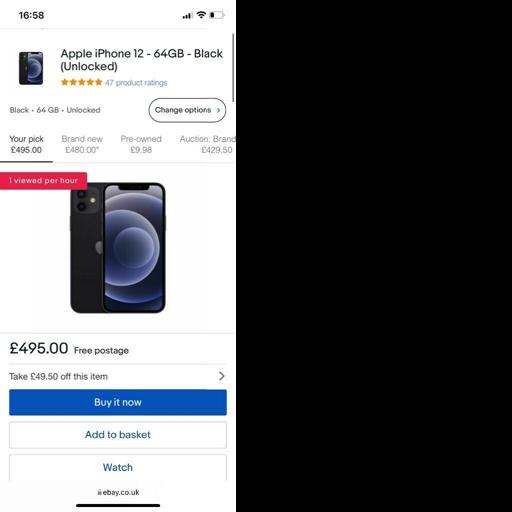 16:58
Apple iPhone 12 - 64GB - Black
(Unlocked)
47 product ratings
Black • 64 GB • Unlocked
Change options
Your pick
£495.00
Brand new
£480.00*
Pre-owned
£9.98
Auction: Brand
£429.50
1 viewed per hour
£495.00 Free postage
Take £49.50 off this item
Buy it now
Add to basket
Watch
ebay.co.uk